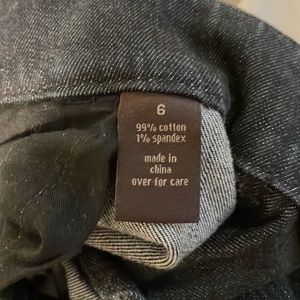 6
99% cotton
1% spandex
made in
china
over for care